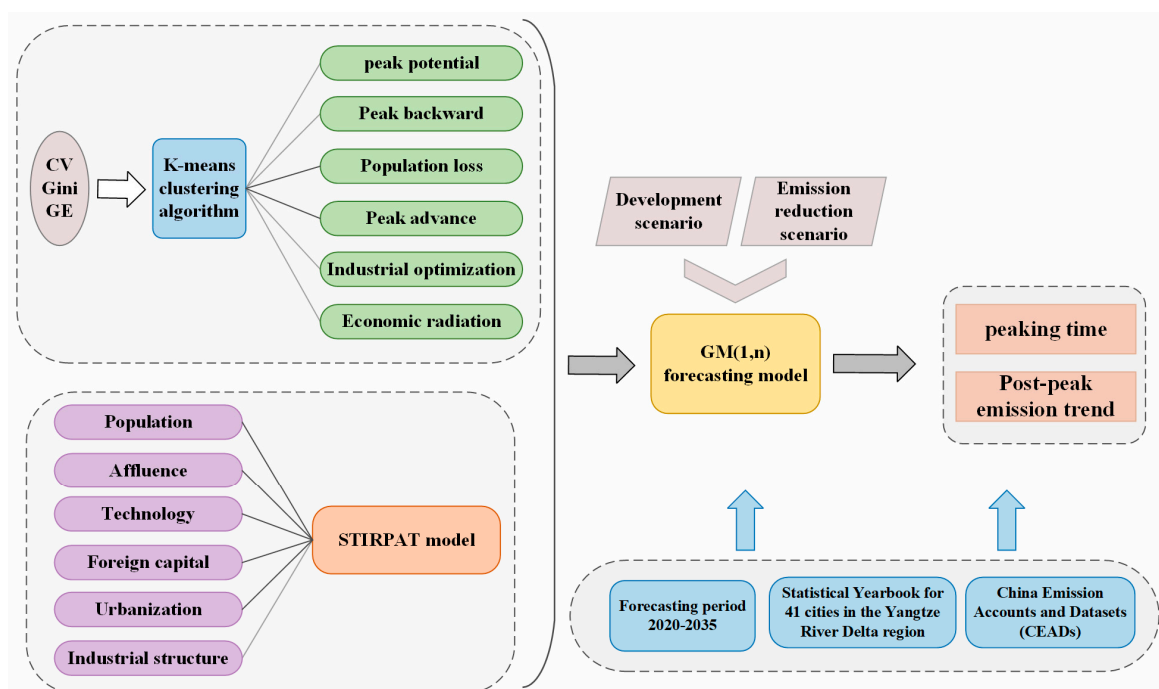 CV
Gini
GE
K-means
clustering
algorithm
peak potential
Peak backward
Population loss
Peak advance
Industrial optimization
Economic radiation
Population
Affluence
Technology
Foreign capital
Urbanization
Industrial structure
STIRPAT model
Development
scenario
Emission
reduction
scenario
GM(1,n)
forecasting model
peaking time
Post-peak
emission trend
Forecasting period
2020-2035
Statistical Yearbook for
41 cities in the Yangtze
River Delta region
China Emission
Accounts and Datasets
(CEADs)